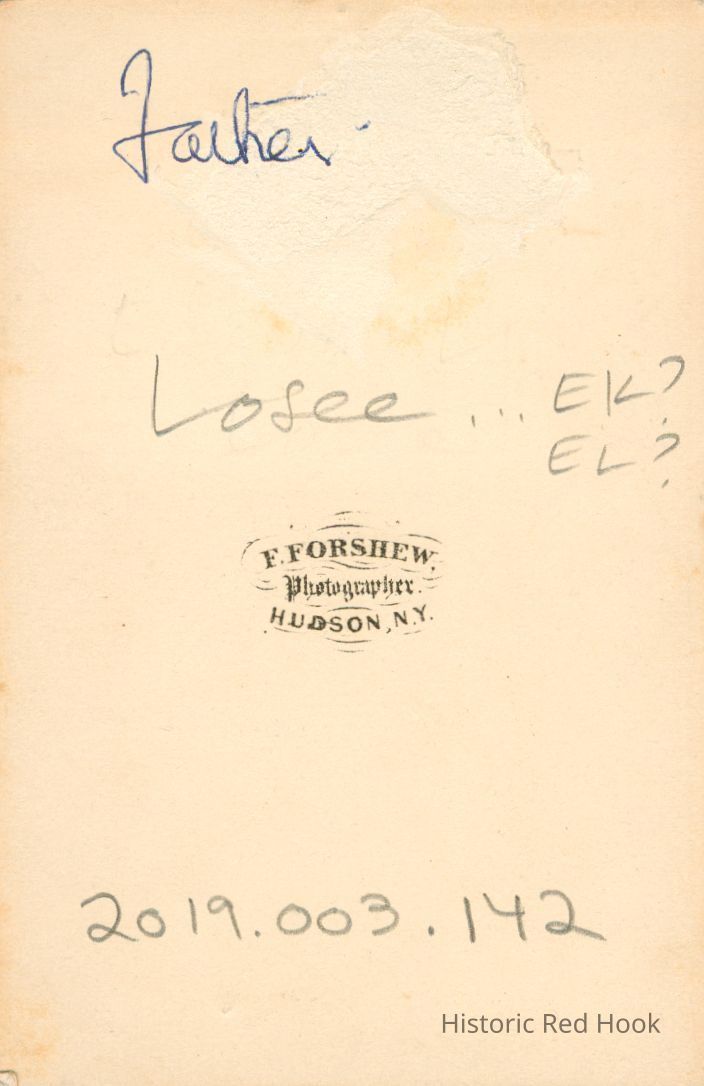 Father
Losee ... EK?
EL?
F. FORSHEW,
Photographer.
HUDSON, N.Y.
2019.003.142
Historic Red Hook